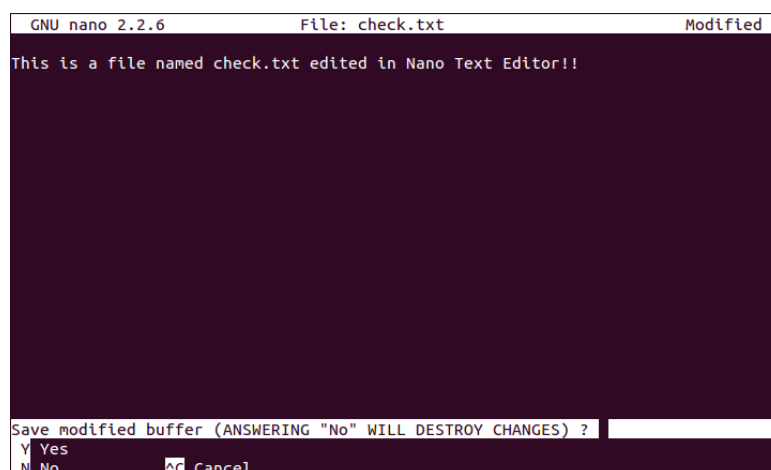 GNU nano 2.2.6 File: check.txt Modified
This is a file named check.txt edited in Nano Text Editor!!
Save modified buffer (ANSWERING "No" WILL DESTROY CHANGES) ?
Y Yes
N No ^C Cancel